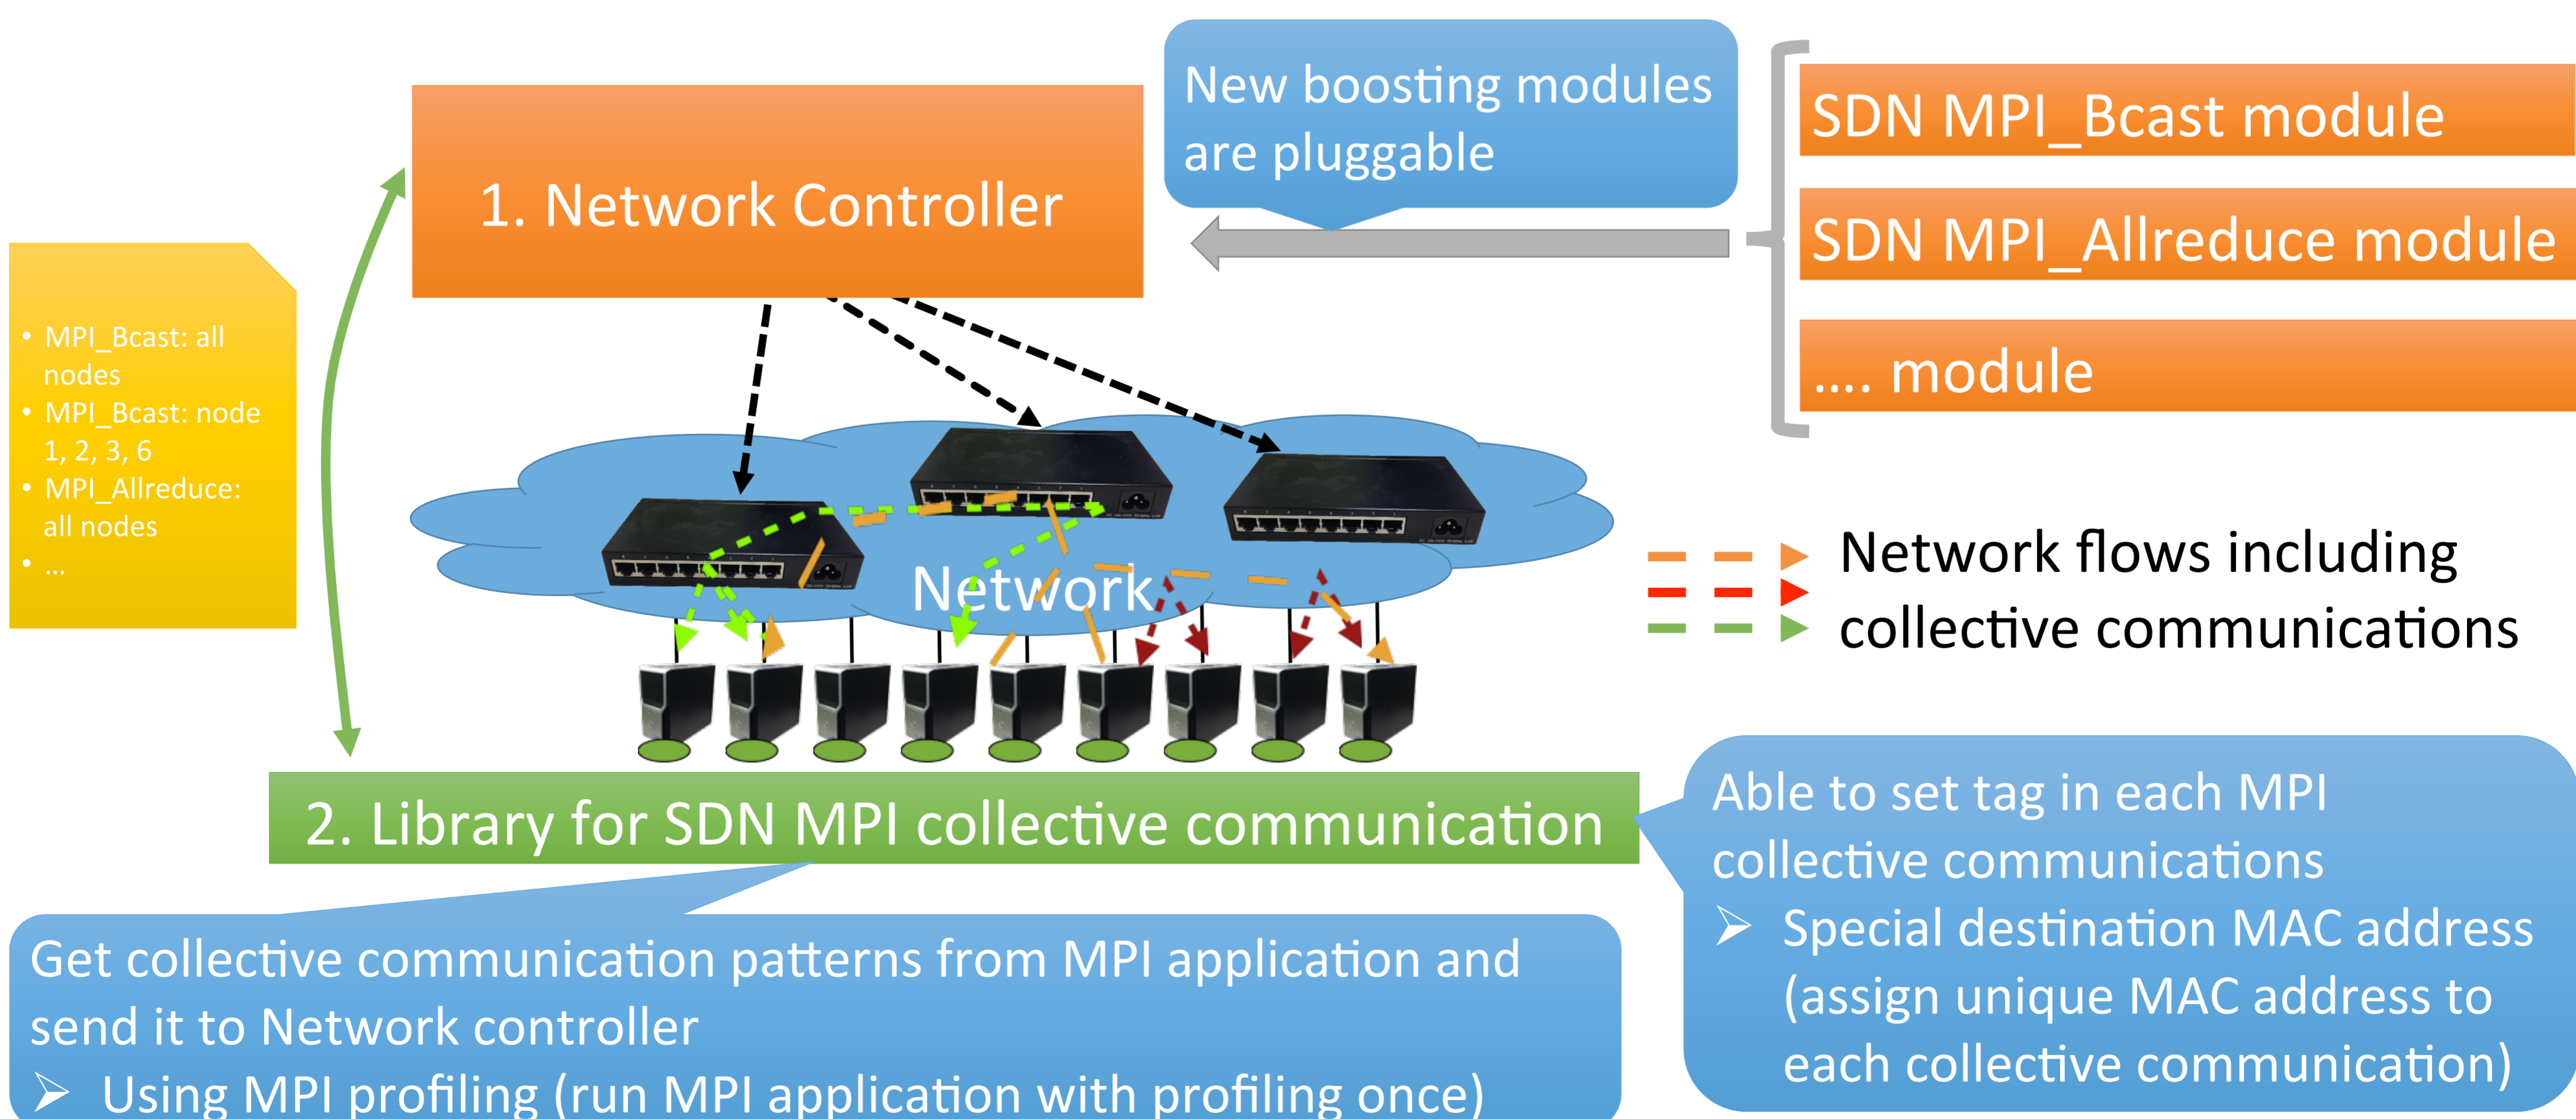 New boosting modules
are pluggable
SDN MPI_Bcast module
1. Network Controller
SDN MPI_Allreduce module
…. module
• MPI_Bcast: all
nodes
• MPI_Bcast: node
1, 2, 3, 6
• MPI_Allreduce:
all nodes
• …
Network
Network flows including
collective communications
2. Library for SDN MPI collective communication
Able to set tag in each MPI
collective communications
➢ Special destination MAC address
(assign unique MAC address to
each collective communication)
Get collective communication patterns from MPI application and
send it to Network controller
➢ Using MPI profiling (run MPI application with profiling once)